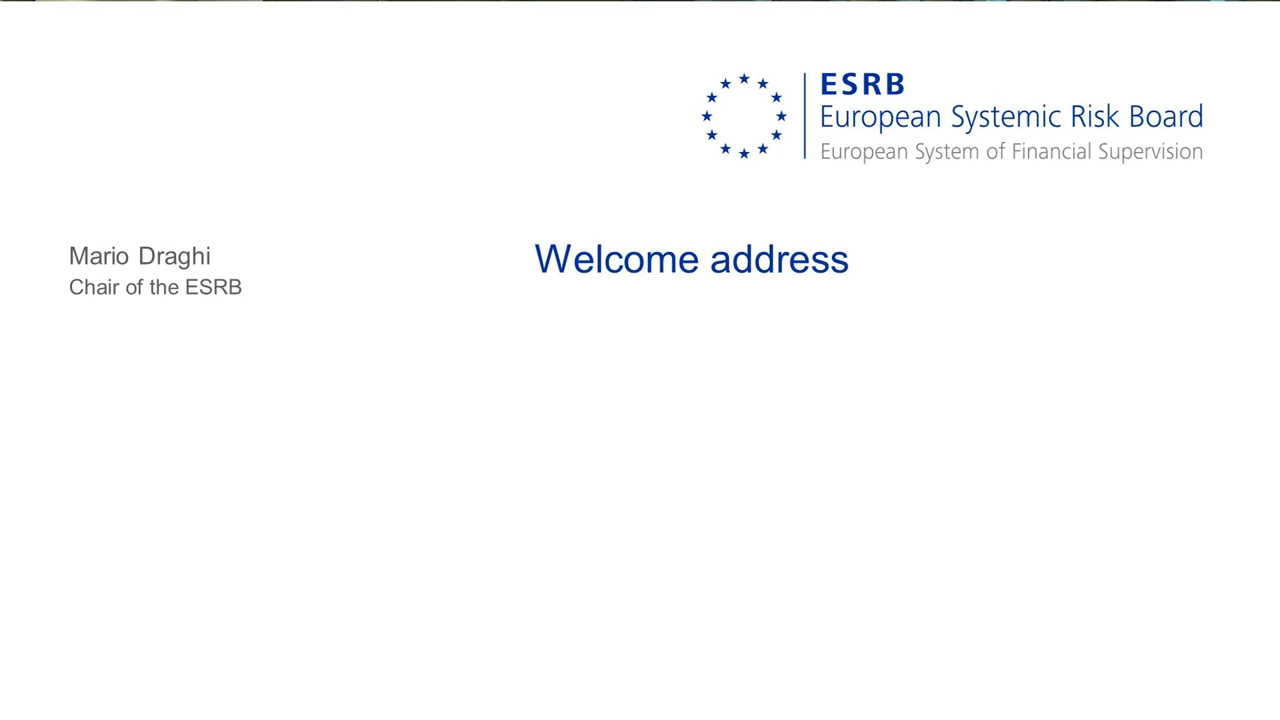 ESRB
European Systemic Risk Board
European System of Financial Supervision
Mario Draghi
Chair of the ESRB
Welcome address